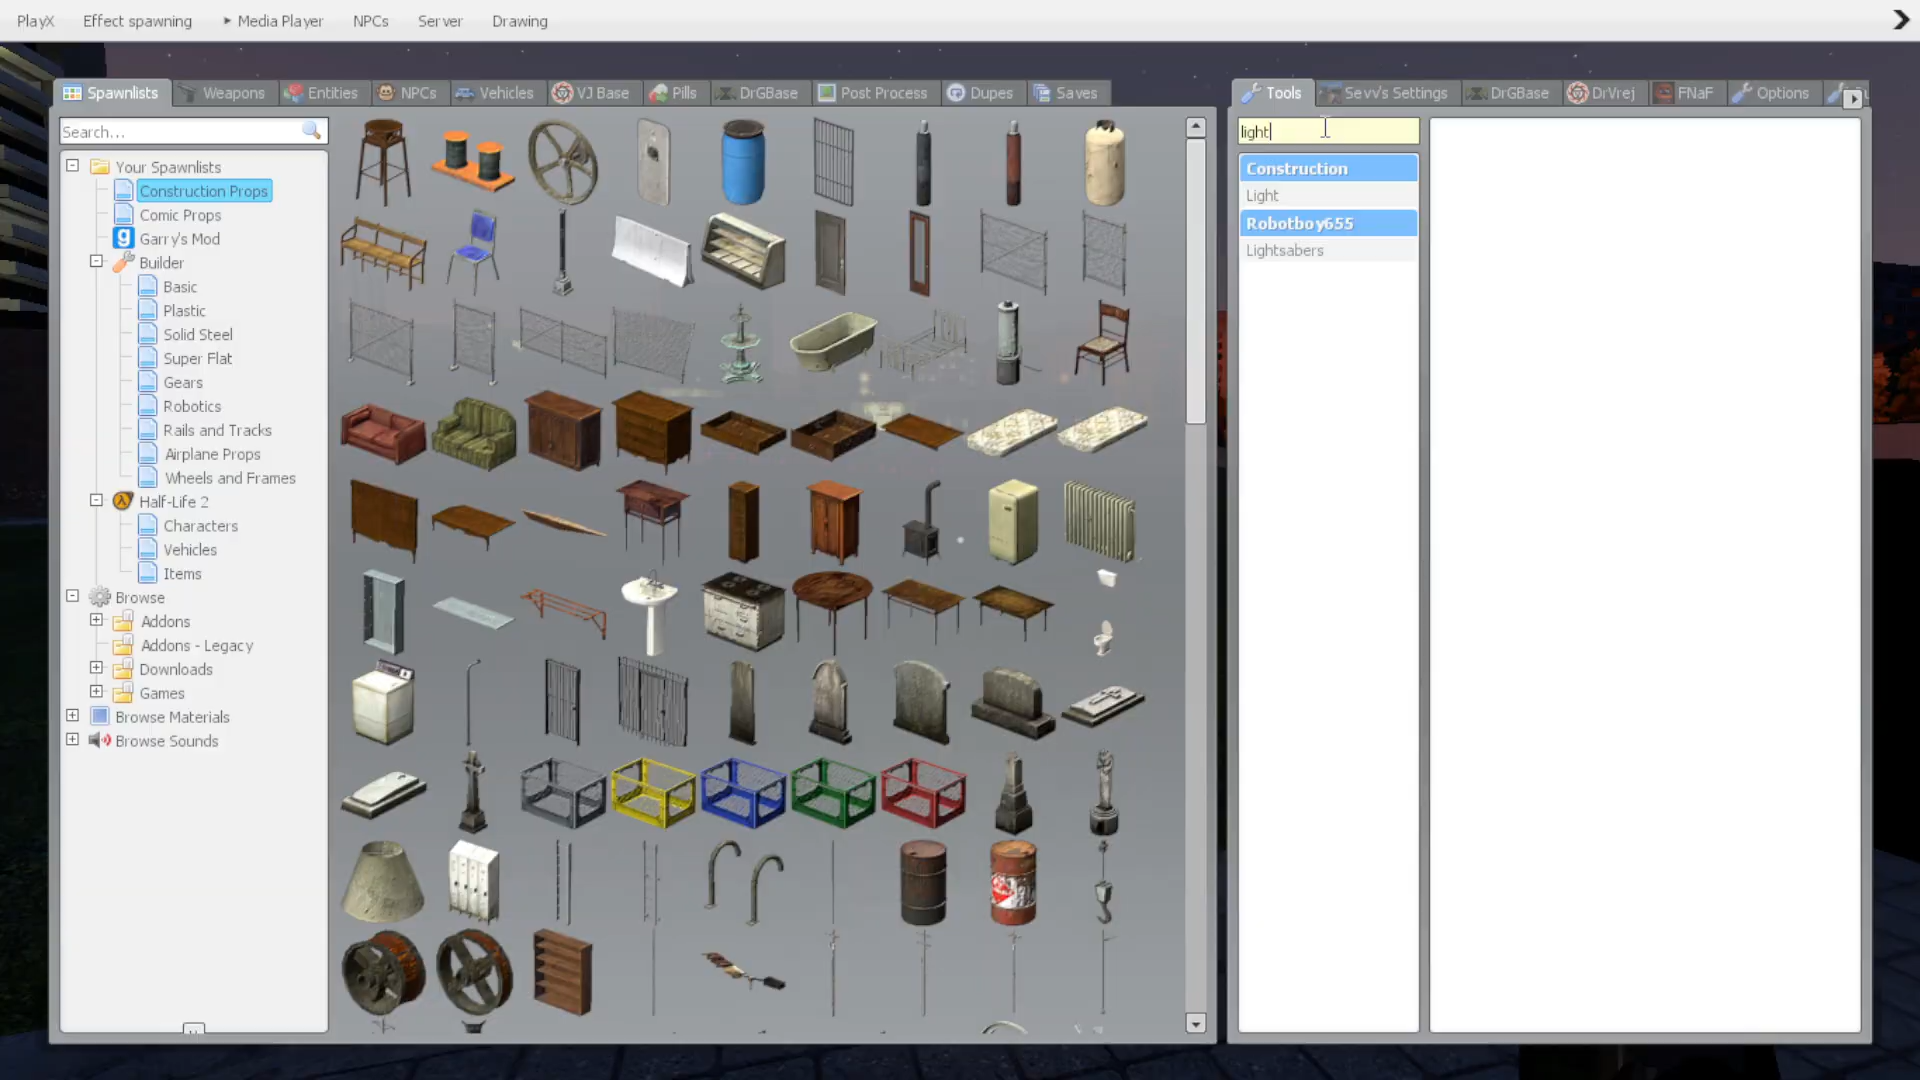 PlayX Effect spawning Media Player NPCs Server Drawing
Spawnlists Weapons Entities NPCs Vehicles VJ Base Pills DrGBase Post Process Dupes Saves
Search...
Your Spawnlists
Construction Props
Comic Props
Garry's Mod
Builder
Basic
Plastic
Solid Steel
Super Flat
Gears
Robotics
Rails and Tracks
Airplane Props
Wheels and Frames
Half-Life 2
Characters
Vehicles
Items
Browse
Addons
Addons - Legacy
Downloads
Games
Browse Materials
Browse Sounds
Tools Sevv's Settings DrGBase DrVrej FNaF Options
light
Construction
Light
Robotboy655
Lightsabers